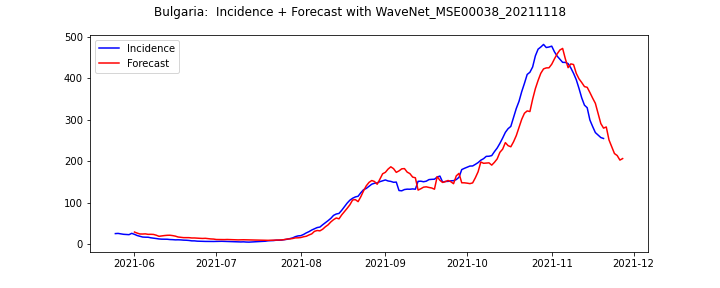 Bulgaria:  Incidence + Forecast with WaveNet_MSE00038_20211118
Incidence
Forecast
500
400
300
200
100
0
2021-06 2021-07 2021-08 2021-09 2021-10 2021-11 2021-12